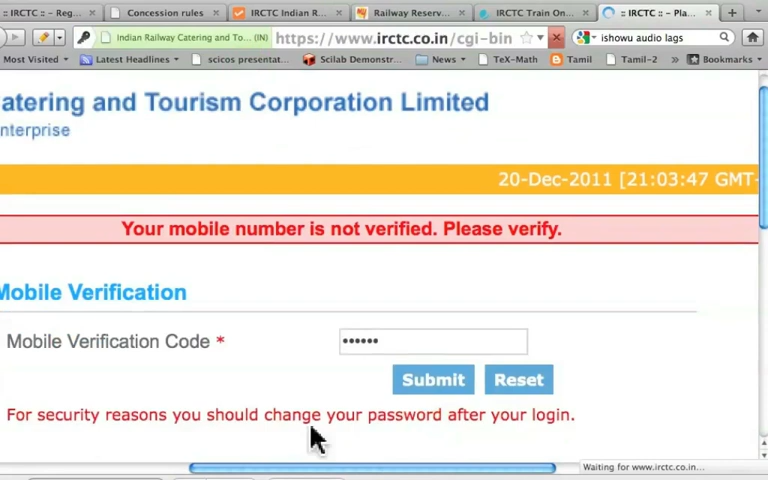 :: IRCTC :: – Reg...
Concession rules
IRCTC Indian R...
Railway Reserv...
IRCTC Train On...
:: IRCTC :: – Pla...
Indian Railway Catering and To... (IN)
https://www.irctc.co.in/cgi-bin
ishowu audio lags
Most Visited
Latest Headlines
scicos presentat...
Scilab Demonstr...
News
TeX-Math
Tamil
Tamil-2
Bookmarks
atering and Tourism Corporation Limited
nterprise
20-Dec-2011 [21:03:47 GMT-
Your mobile number is not verified. Please verify.
Mobile Verification
Mobile Verification Code *
••••••
Submit Reset
For security reasons you should change your password after your login.
Waiting for www.irctc.co.in...